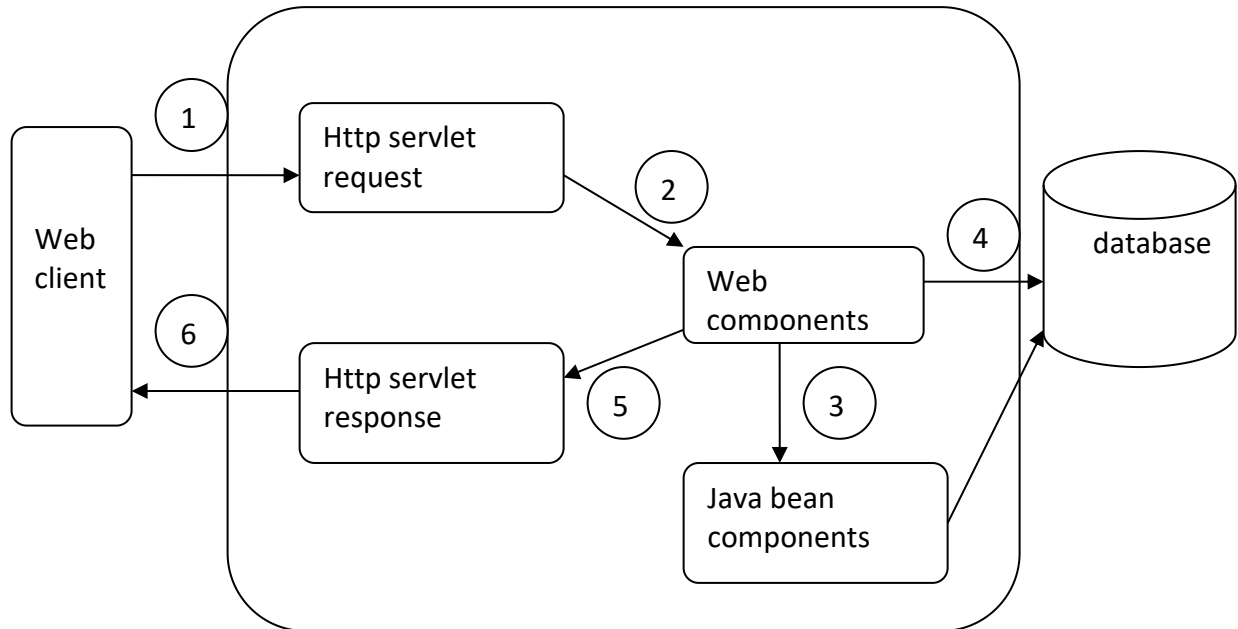 1
Http servlet
request
2
Web
client
4
database
Web
components
6
Http servlet
response
5
3
Java bean
components